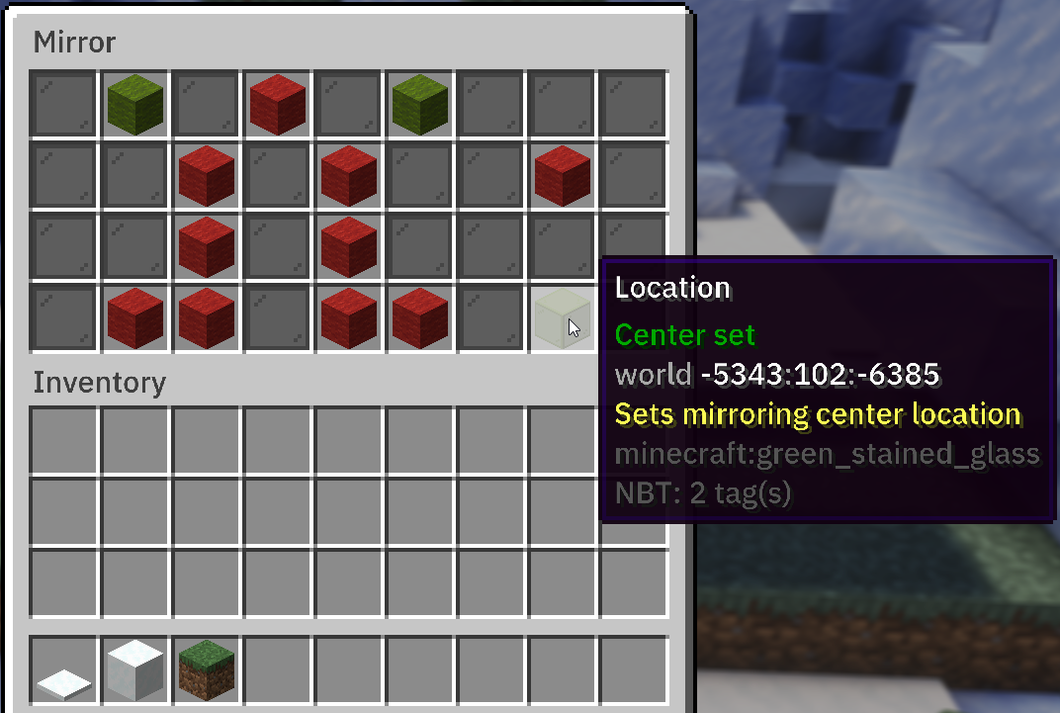 Mirror
Location
Center set
world -5343:102:-6385
Sets mirroring center location
minecraft:green_stained_glass
NBT: 2 tag(s)
Inventory